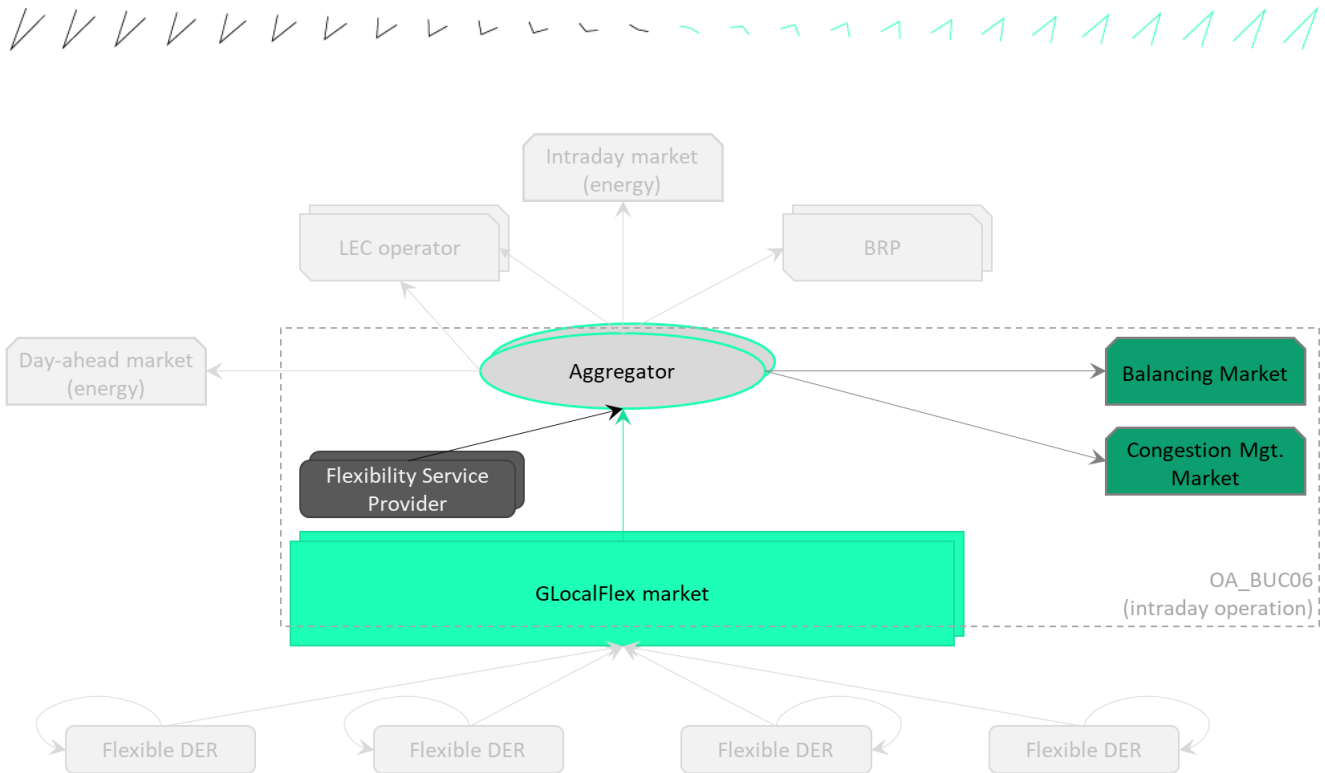 Intraday market
(energy)
LEC operator
BRP
Day-ahead market
(energy)
Aggregator
Balancing Market
Congestion Mgt.
Market
Flexibility Service
Provider
GLocalFlex market
OA_BUC06
(intraday operation)
Flexible DER
Flexible DER
Flexible DER
Flexible DER